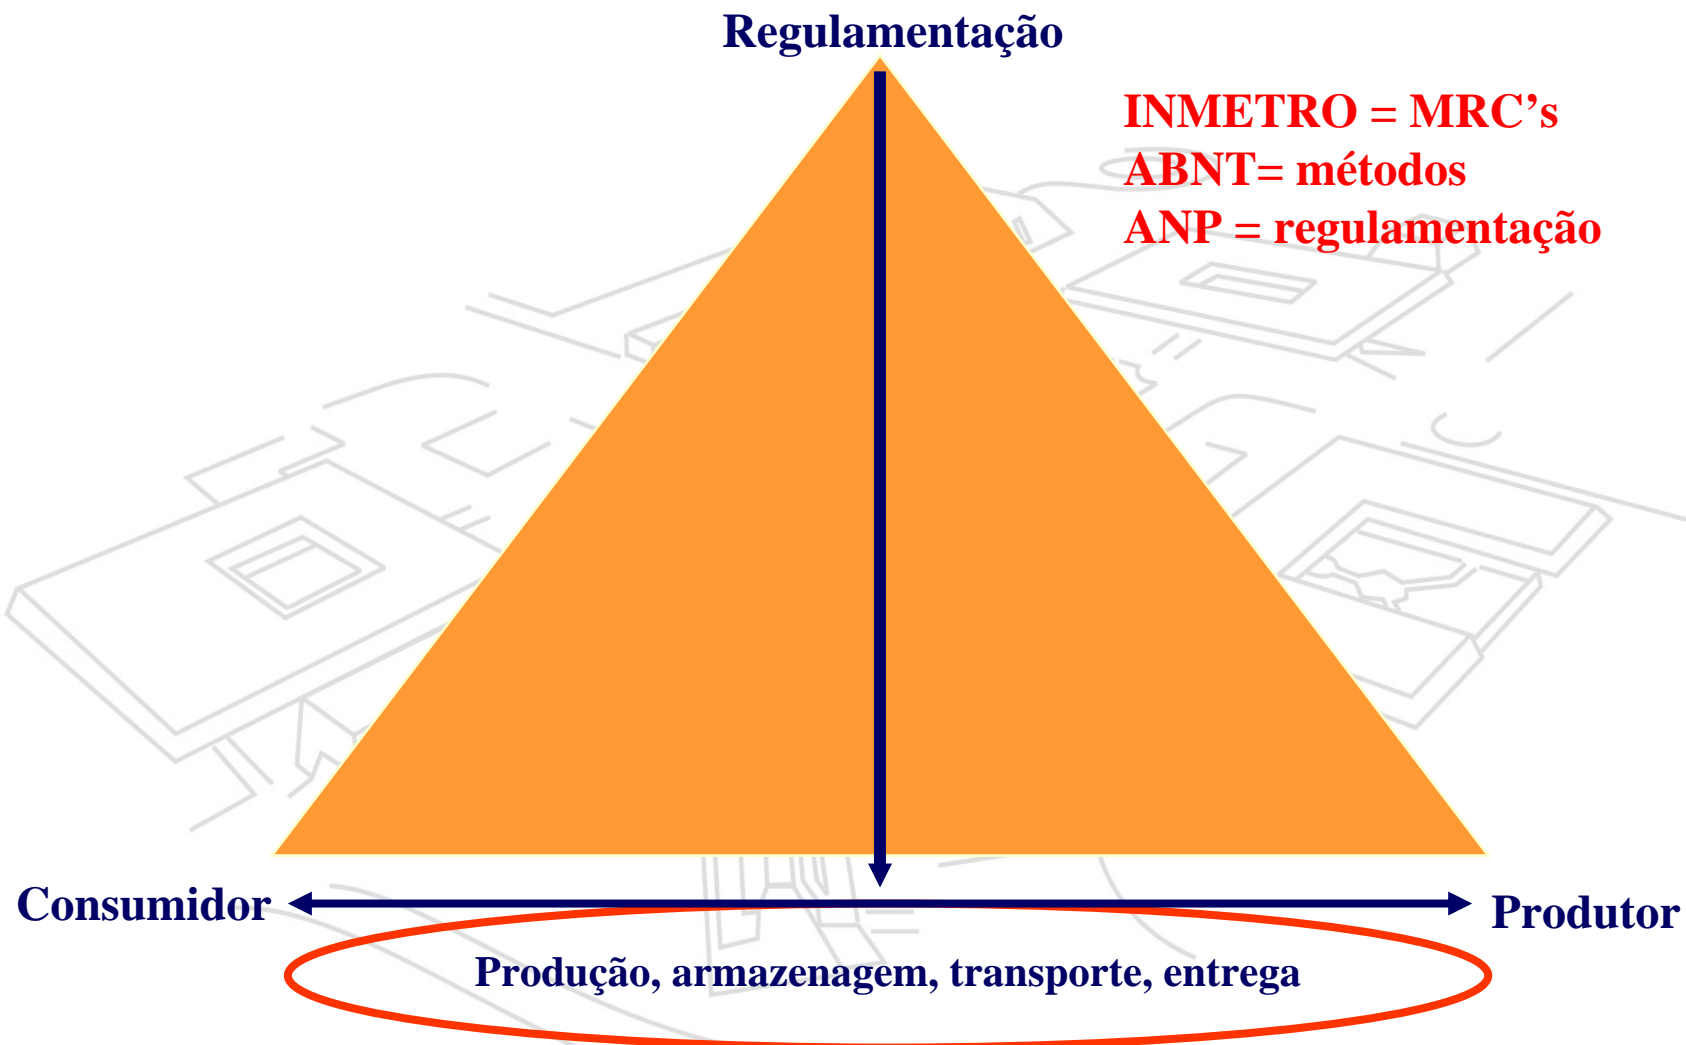 Regulamentação
INMETRO = MRC’s
ABNT= métodos
ANP = regulamentação
Consumidor
Produtor
Produção, armazenagem, transporte, entrega